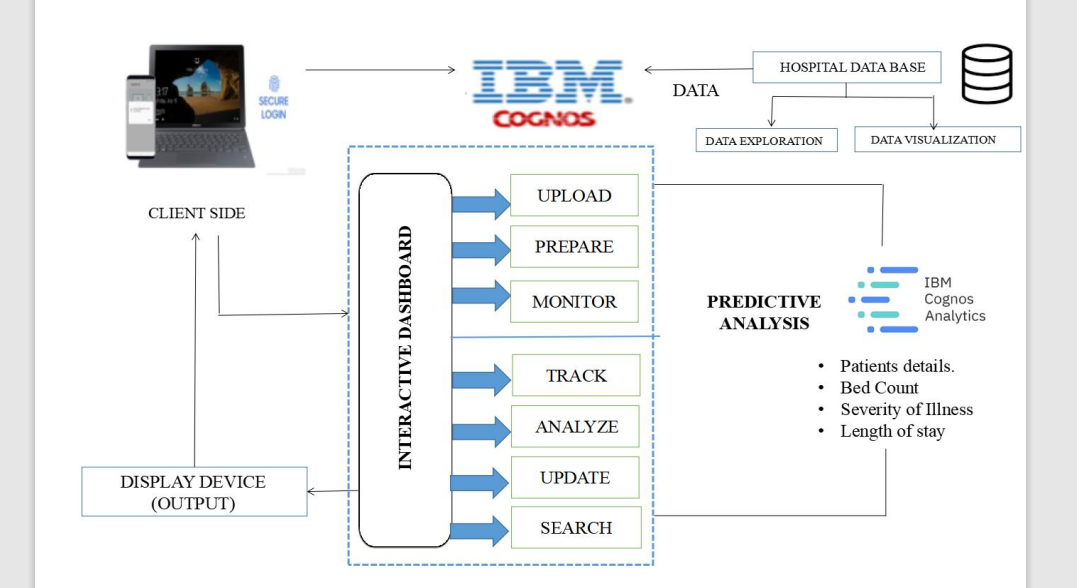 SECURE
LOGIN
IBM
COGNOS
DATA
HOSPITAL DATA BASE
DATA EXPLORATION
DATA VISUALIZATION
CLIENT SIDE
INTERACTIVE DASHBOARD
UPLOAD
PREPARE
MONITOR
TRACK
ANALYZE
UPDATE
SEARCH
PREDICTIVE
ANALYSIS
IBM
Cognos
Analytics
• Patients details.
• Bed Count
• Severity of Illness
• Length of stay
DISPLAY DEVICE
(OUTPUT)